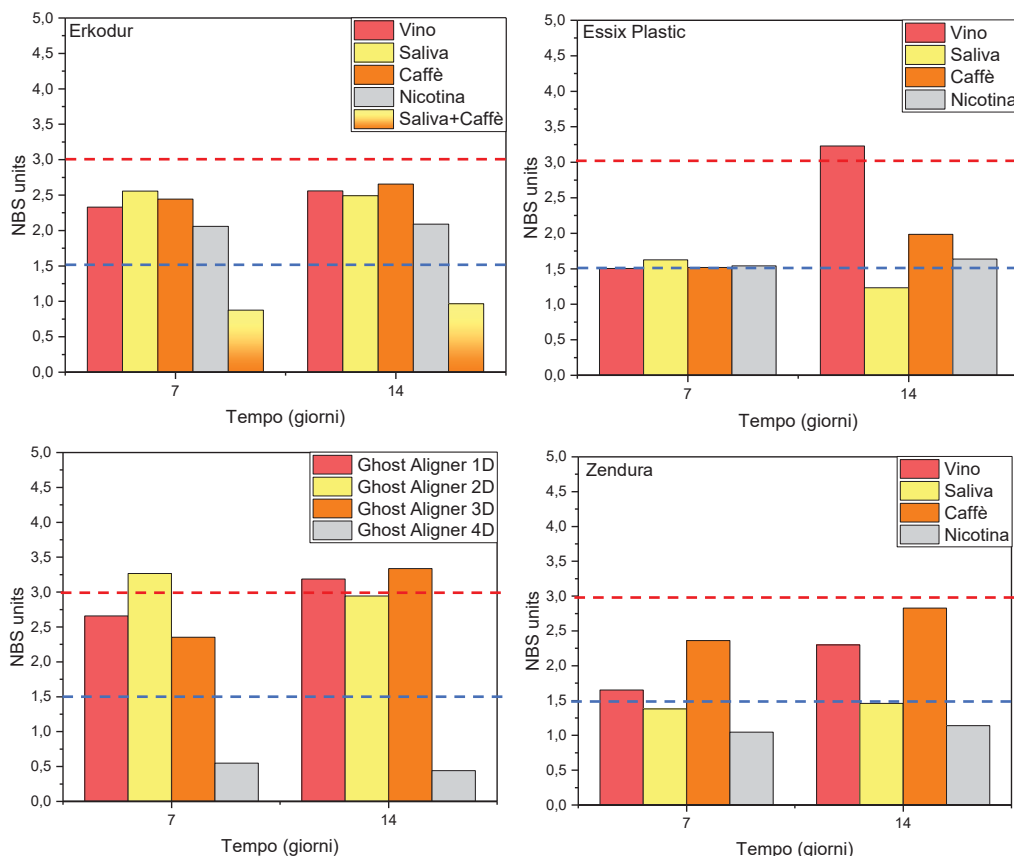 Erkodur
Vino
Saliva
Caffè
Nicotina
Saliva+Caffè
5,0
4,5
4,0
3,5
3,0
2,5
2,0
1,5
1,0
0,5
0,0
NBS units
7
14
Tempo (giorni)
Essix Plastic
Vino
Saliva
Caffè
Nicotina
5,0
4,5
4,0
3,5
3,0
2,5
2,0
1,5
1,0
0,5
0,0
NBS units
7
14
Tempo (giorni)
Ghost Aligner 1D
Ghost Aligner 2D
Ghost Aligner 3D
Ghost Aligner 4D
5,0
4,5
4,0
3,5
3,0
2,5
2,0
1,5
1,0
0,5
0,0
NBS units
7
14
Tempo (giorni)
Zendura
Vino
Saliva
Caffè
Nicotina
5,0
4,5
4,0
3,5
3,0
2,5
2,0
1,5
1,0
0,5
0,0
NBS units
7
14
Tempo (giorni)